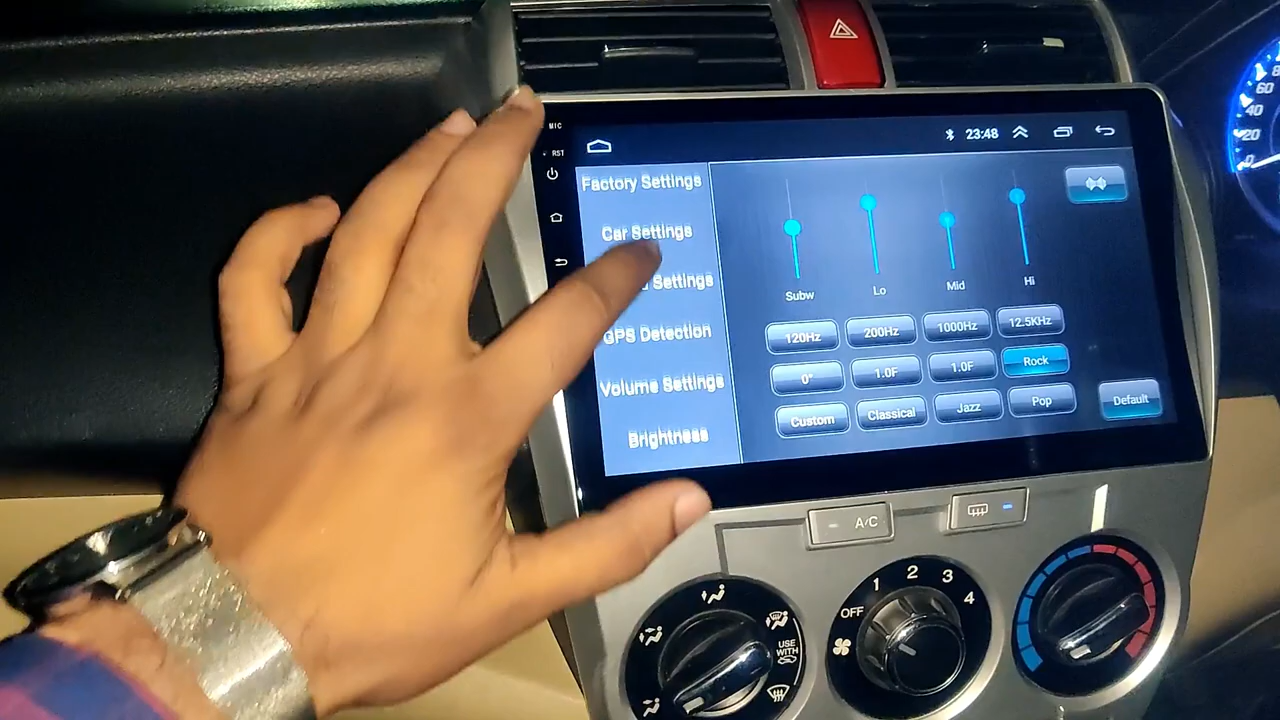 MIC
RST
23:48
Factory Settings
Car Settings
Settings
GPS Detection
Volume Settings
Brightness
Subw Lo Mid Hi
120Hz 200Hz 1000Hz 12.5KHz
0° 1.0F 1.0F Rock
Custom Classical Jazz Pop Default
A/C
OFF 1 2 3 4
USE
WITH
60
40
20
0